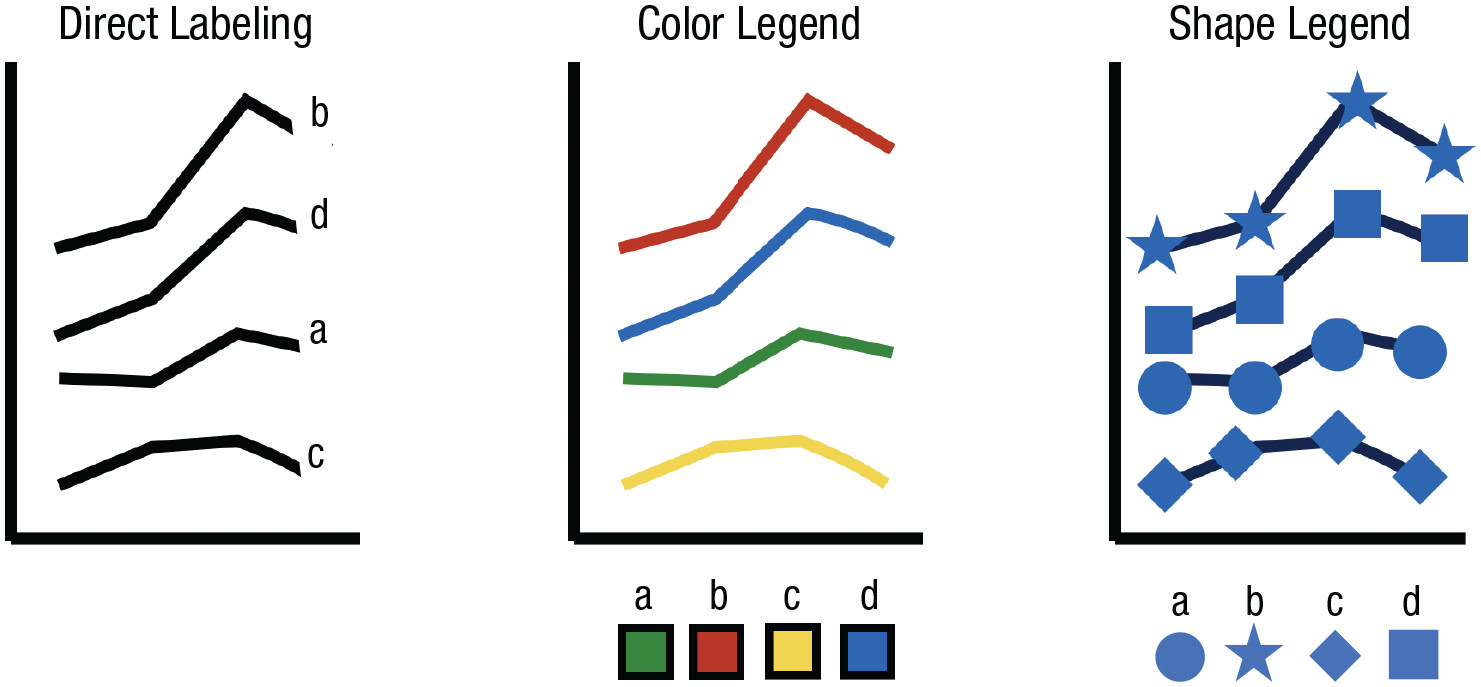 Direct Labeling
b
d
a
c
Color Legend
a b c d
Shape Legend
a b c d